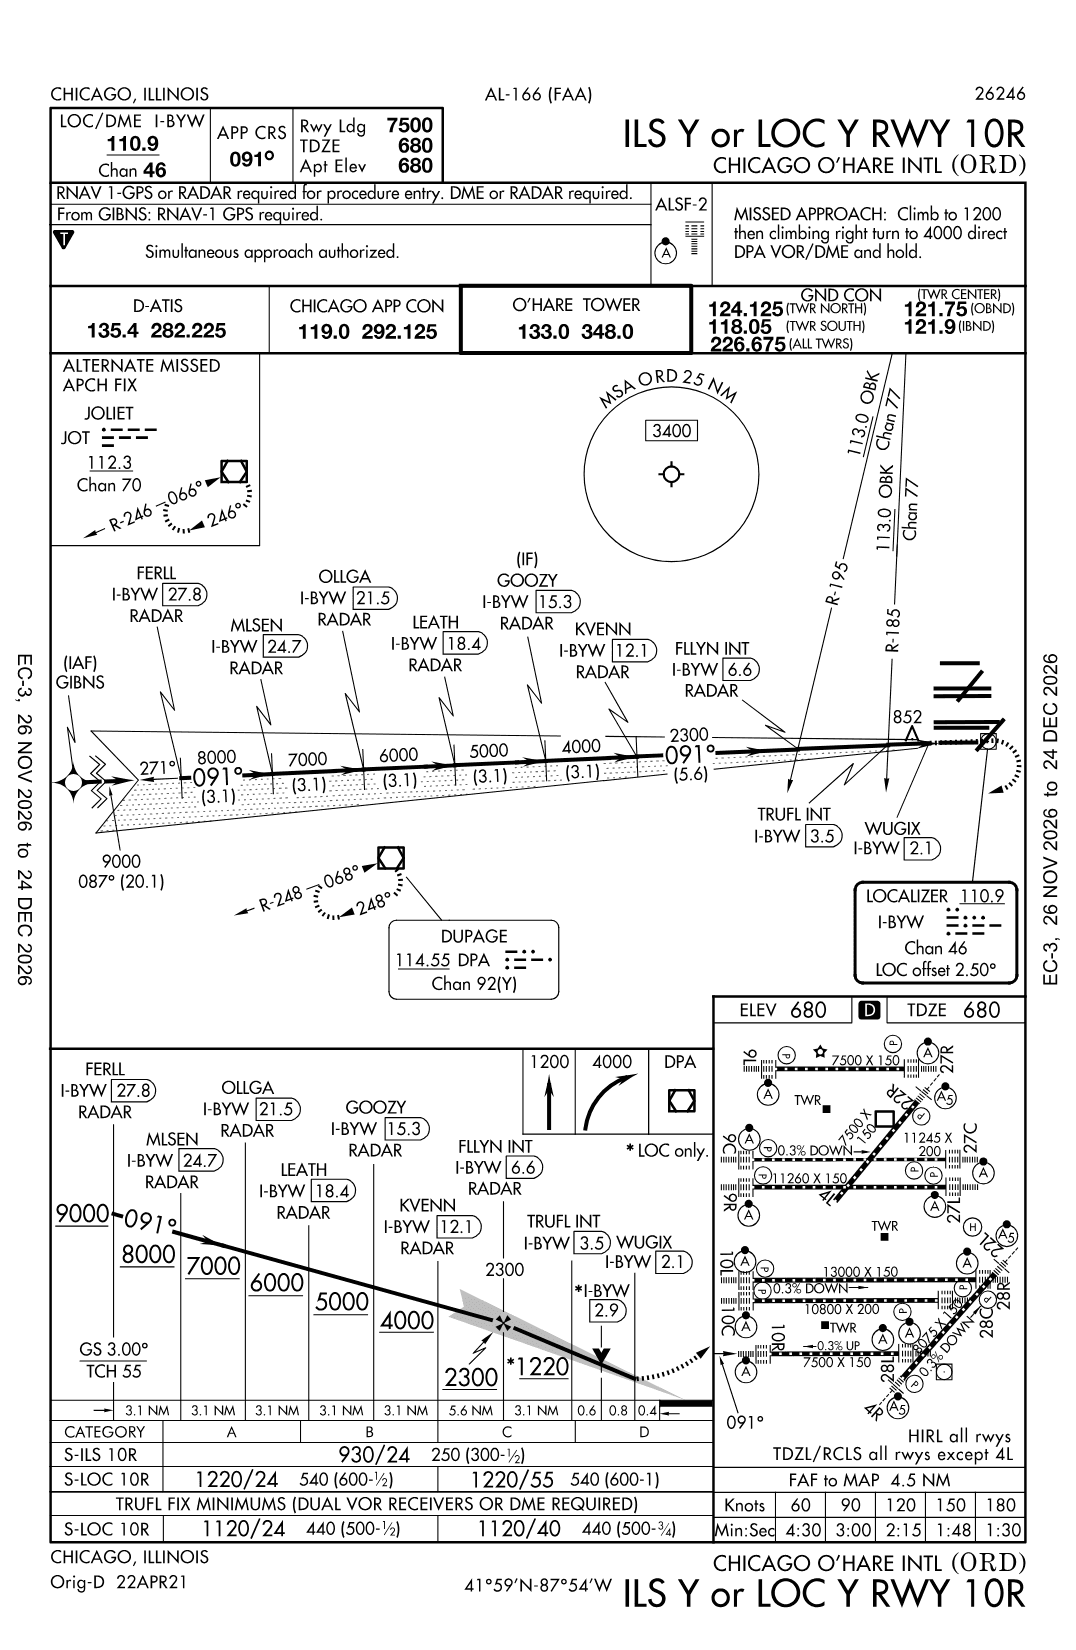 CHICAGO, ILLINOIS
AL-166 (FAA)
26246
LOC/DME I-BYW
110.9
Chan 46
APP CRS
091°
Rwy Ldg 7500
TDZE 680
Apt Elev 680
ILS Y or LOC Y RWY 10R
CHICAGO O'HARE INTL (ORD)
RNAV 1-GPS or RADAR required for procedure entry. DME or RADAR required.
From GIBNS: RNAV-1 GPS required.
T
Simultaneous approach authorized.
ALSF-2
A
MISSED APPROACH: Climb to 1200
then climbing right turn to 4000 direct
DPA VOR/DME and hold.
D-ATIS
135.4 282.225
CHICAGO APP CON
119.0 292.125
O'HARE TOWER
133.0 348.0
GND CON
124.125 (TWR NORTH)
118.05 (TWR SOUTH)
226.675 (ALL TWRS)
(TWR CENTER)
121.75 (OBND)
121.9 (IBND)
ALTERNATE MISSED
APCH FIX
JOLIET
JOT
112.3
Chan 70
R-246
066°
246°
MSA ORD 25 NM
3400
113.0 OBK
Chan 77
R-195
113.0 OBK
Chan 77
R-185
FERLL
I-BYW 27.8
RADAR
MLSEN
I-BYW 24.7
RADAR
OLLGA
I-BYW 21.5
RADAR
LEATH
I-BYW 18.4
RADAR
(IF)
GOOZY
I-BYW 15.3
RADAR
KVENN
I-BYW 12.1
RADAR
FLLYN INT
I-BYW 6.6
RADAR
(IAF)
GIBNS
271°
8000
091°
(3.1)
7000
(3.1)
6000
(3.1)
5000
(3.1)
4000
(3.1)
2300
091°
(5.6)
852
9000
087° (20.1)
TRUFL INT
I-BYW 3.5
WUGIX
I-BYW 2.1
R-248
068°
248°
DUPAGE
114.55 DPA
Chan 92(Y)
LOCALIZER 110.9
I-BYW
Chan 46
LOC offset 2.50°
EC-3, 26 NOV 2026 to 24 DEC 2026
EC-3, 26 NOV 2026 to 24 DEC 2026
ELEV 680
D
TDZE 680
9L
7500 X 150
27R
P
P
A
A
TWR
22R
A5
P
7500 X
150
9C
A
P
0.3% DOWN
11245 X
200
27C
A
P
9R
A
P
11260 X 150
4L
P
27L
A
TWR
H
22L
A5
10L
A
P
13000 X 150
A
28R
P
10C
A
P
0.3% DOWN
10800 X 200
P
28C
A
TWR
A
10R
A
0.3% UP
7500 X 150
28L
8075 X 150
0.3% DOWN
P
4R
A5
091°
HIRL all rwys
TDZL/RCLS all rwys except 4L
FAF to MAP 4.5 NM
Knots 60 90 120 150 180
Min:Sec 4:30 3:00 2:15 1:48 1:30
FERLL
I-BYW 27.8
RADAR
MLSEN
I-BYW 24.7
RADAR
OLLGA
I-BYW 21.5
RADAR
LEATH
I-BYW 18.4
RADAR
GOOZY
I-BYW 15.3
RADAR
KVENN
I-BYW 12.1
RADAR
FLLYN INT
I-BYW 6.6
RADAR
TRUFL INT
I-BYW 3.5
WUGIX
I-BYW 2.1
1200
4000
DPA
* LOC only.
9000
091°
8000
7000
6000
5000
4000
2300
2300
*1220
*I-BYW
2.9
GS 3.00°
TCH 55
3.1 NM 3.1 NM 3.1 NM 3.1 NM 3.1 NM 5.6 NM 3.1 NM 0.6 0.8 0.4
CATEGORY A B C D
S-ILS 10R 930/24 250 (300-½)
S-LOC 10R 1220/24 540 (600-½) 1220/55 540 (600-1)
TRUFL FIX MINIMUMS (DUAL VOR RECEIVERS OR DME REQUIRED)
S-LOC 10R 1120/24 440 (500-½) 1120/40 440 (500-¾)
CHICAGO, ILLINOIS
Orig-D 22APR21
41°59'N-87°54'W
CHICAGO O'HARE INTL (ORD)
ILS Y or LOC Y RWY 10R